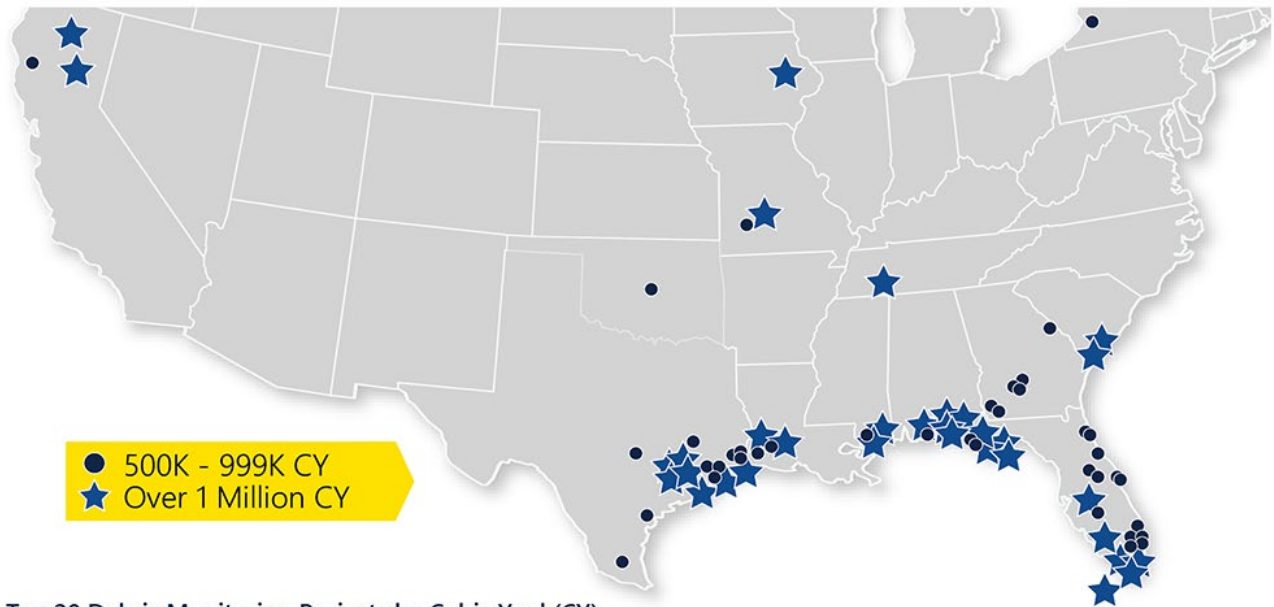 500K - 999K CY
Over 1 Million CY
Top 20 Debris Monitoring Projects by Cubic Yard (CY)